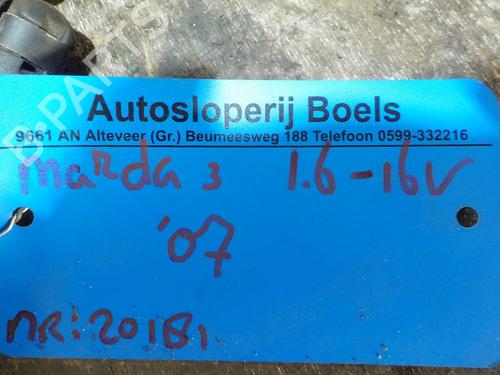 Autosloperij Boels
9661 AN Alteveer (Gr.) Beumeesweg 188 Telefoon 0599-332216
mazda 3 1.6-16V
'07
nR: 20181